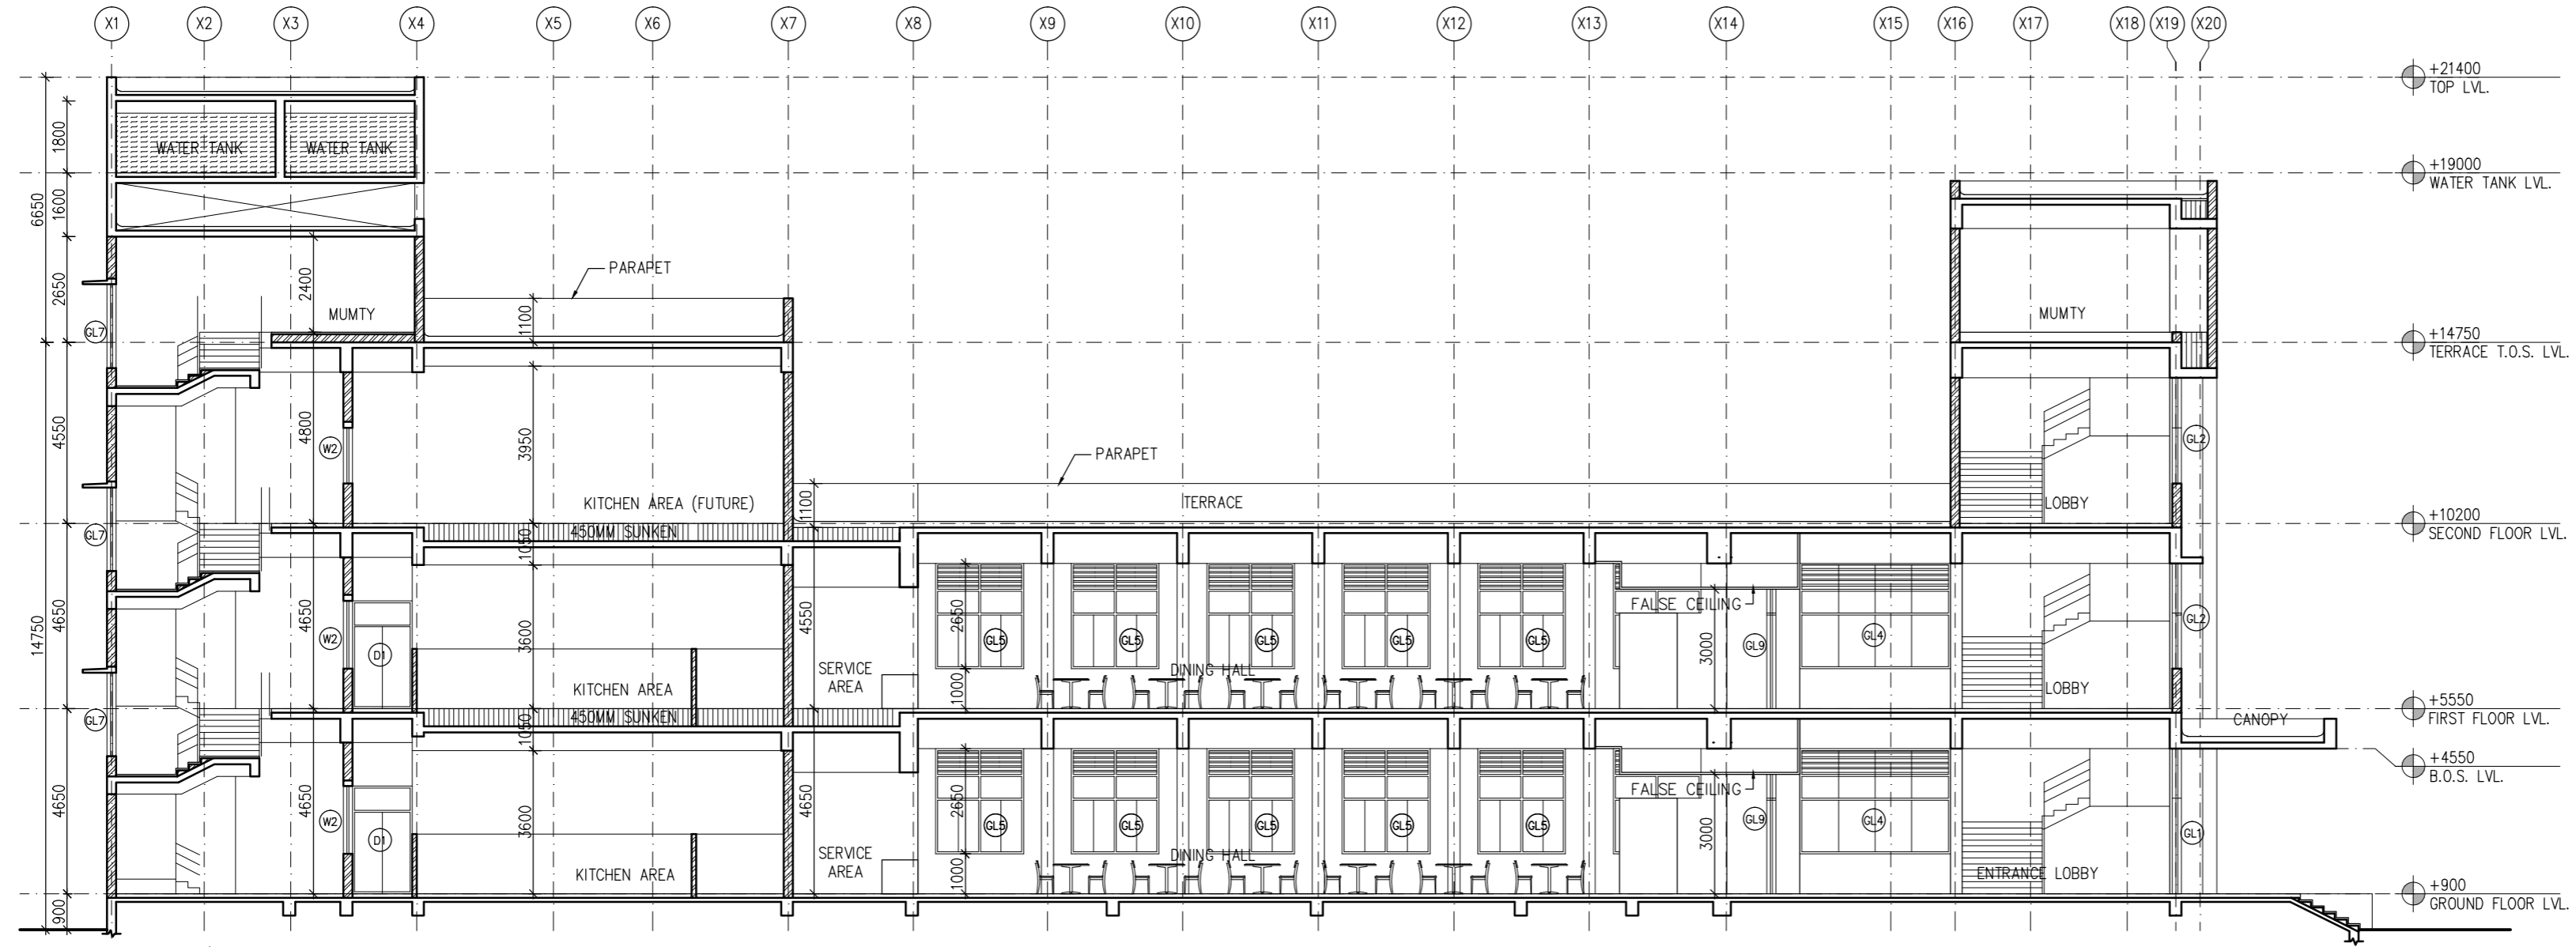 X1 X2 X3 X4 X5 X6 X7 X8 X9 X10 X11 X12 X13 X14 X15 X16 X17 X18 X19 X20
+21400
TOP LVL.
1800
WATER TANK WATER TANK
+19000
WATER TANK LVL.
6650
1600
2650
2400
PARAPET
1100
MUMTY
MUMTY
GL7
+14750
TERRACE T.O.S. LVL.
4550
4800
3950
W2
GL2
PARAPET
1100
KITCHEN AREA (FUTURE)
TERRACE
LOBBY
450MM SUNKEN
+10200
SECOND FLOOR LVL.
GL7
1050
14750
4650
4650
3600
4550
2650
FALSE CEILING
3000
W2
D1
GL5 GL5 GL5 GL5 GL5
GL9
GL4
GL2
SERVICE
AREA
DINING HALL
KITCHEN AREA
1000
LOBBY
450MM SUNKEN
+5550
FIRST FLOOR LVL.
GL7
CANOPY
1050
+4550
B.O.S. LVL.
4650
4650
3600
4650
2650
FALSE CEILING
3000
W2
D1
GL5 GL5 GL5 GL5 GL5
GL9
GL4
GL1
SERVICE
AREA
DINING HALL
KITCHEN AREA
1000
ENTRANCE LOBBY
+900
GROUND FLOOR LVL.
900